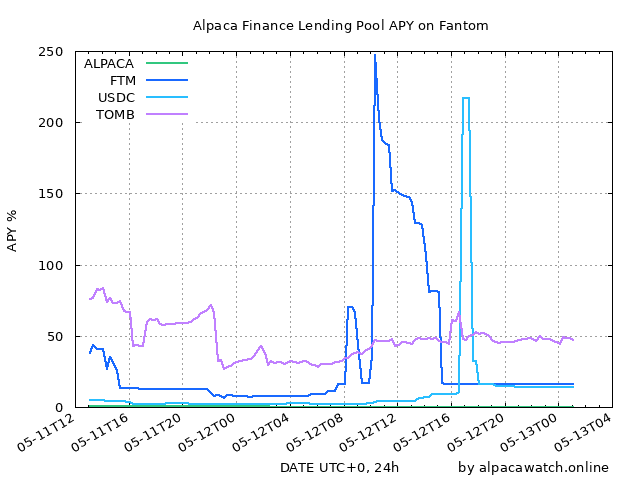 Alpaca Finance Lending Pool APY on Fantom
250
200
150
100
50
0
APY %
ALPACA
FTM
USDC
TOMB
05-11T12
05-11T16
05-11T20
05-12T00
05-12T04
05-12T08
05-12T12
05-12T16
05-12T20
05-13T00
05-13T04
DATE UTC+0, 24h
by alpacawatch.online